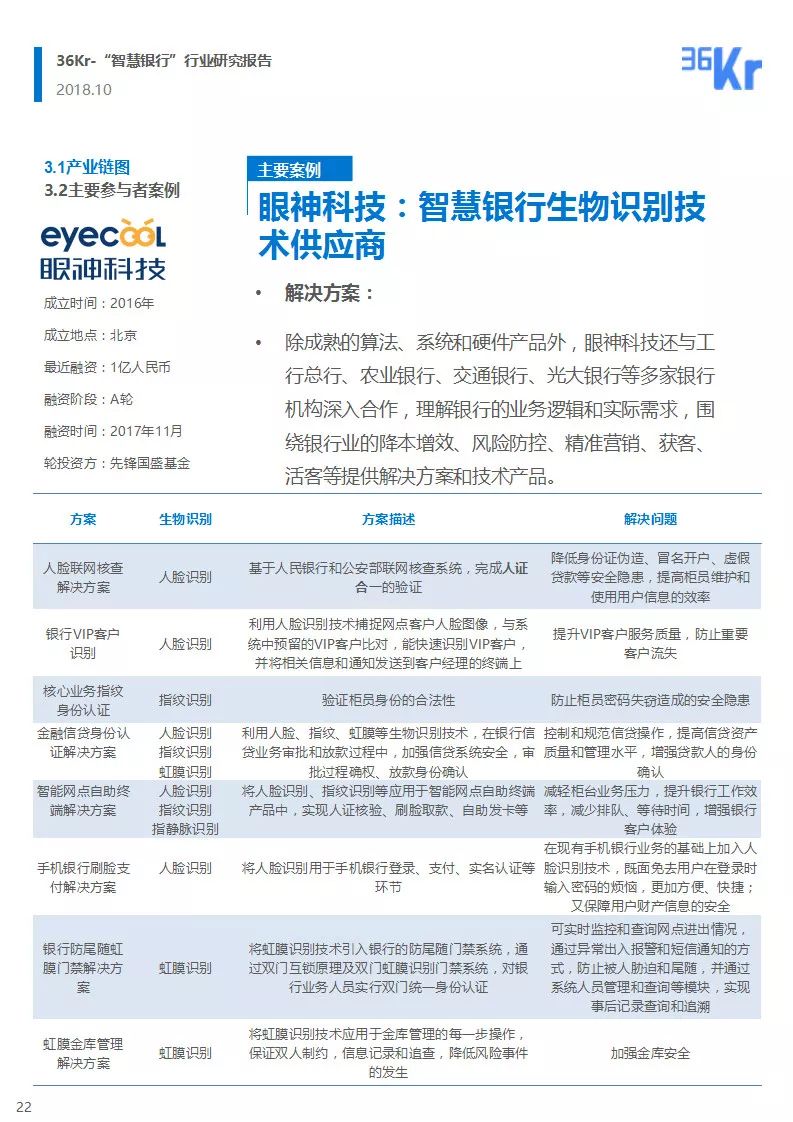 36Kr-“智慧银行”行业研究报告
2018.10
36Kr
3.1产业链图
3.2主要参与者案例
eyecool
眼神科技
成立时间：2016年
成立地点：北京
最近融资：1亿人民币
融资阶段：A轮
融资时间：2017年11月
轮投资方：先锋国盛基金
主要案例
眼神科技：智慧银行生物识别技
术供应商
• 解决方案：
• 除成熟的算法、系统和硬件产品外，眼神科技还与工
行总行、农业银行、交通银行、光大银行等多家银行
机构深入合作，理解银行的业务逻辑和实际需求，围
绕银行业的降本增效、风险防控、精准营销、获客、
活客等提供解决方案和技术产品。
方案 生物识别 方案描述 解决问题
人脸联网核查
解决方案
人脸识别
基于人民银行和公安部联网核查系统，完成人证
合一的验证
降低身份证伪造、冒名开户、虚假
贷款等安全隐患，提高柜员维护和
使用用户信息的效率
银行VIP客户
识别
人脸识别
利用人脸识别技术捕捉网点客户人脸图像，与系
统中预留的VIP客户比对，能快速识别VIP客户，
并将相关信息和通知发送到客户经理的终端上
提升VIP客户服务质量，防止重要
客户流失
核心业务指纹
身份认证
指纹识别
验证柜员身份的合法性
防止柜员密码失窃造成的安全隐患
金融信贷身份认
证解决方案
人脸识别
指纹识别
虹膜识别
利用人脸、指纹、虹膜等生物识别技术，在银行信
贷业务审批和放款过程中，加强信贷系统安全，审
批过程确权、放款身份确认
控制和规范信贷操作，提高信贷资产
质量和管理水平，增强贷款人的身份
确认
智能网点自助终
端解决方案
人脸识别
指纹识别
指静脉识别
将人脸识别、指纹识别等应用于智能网点自助终端
产品中，实现人证核验、刷脸取款、自助发卡等
减轻柜台业务压力，提升银行工作效
率，减少排队、等待时间，增强银行
客户体验
手机银行刷脸支
付解决方案
人脸识别
将人脸识别用于手机银行登录、支付、实名认证等
环节
在现有手机银行业务的基础上加入人
脸识别技术，既面免去用户在登录时
输入密码的烦恼，更加方便、快捷；
又保障用户财产信息的安全
银行防尾随虹
膜门禁解决方
案
虹膜识别
将虹膜识别技术引入银行的防尾随门禁系统，通
过双门互锁原理及双门虹膜识别门禁系统，对银
行业务人员实行双门统一身份认证
可实时监控和查询网点进出情况，
通过异常出入报警和短信通知的方
式，防止被人胁迫和尾随，并通过
系统人员管理和查询等模块，实现
事后记录查询和追溯
虹膜金库管理
解决方案
虹膜识别
将虹膜识别技术应用于金库管理的每一步操作，
保证双人制约，信息记录和追查，降低风险事件
的发生
加强金库安全
22